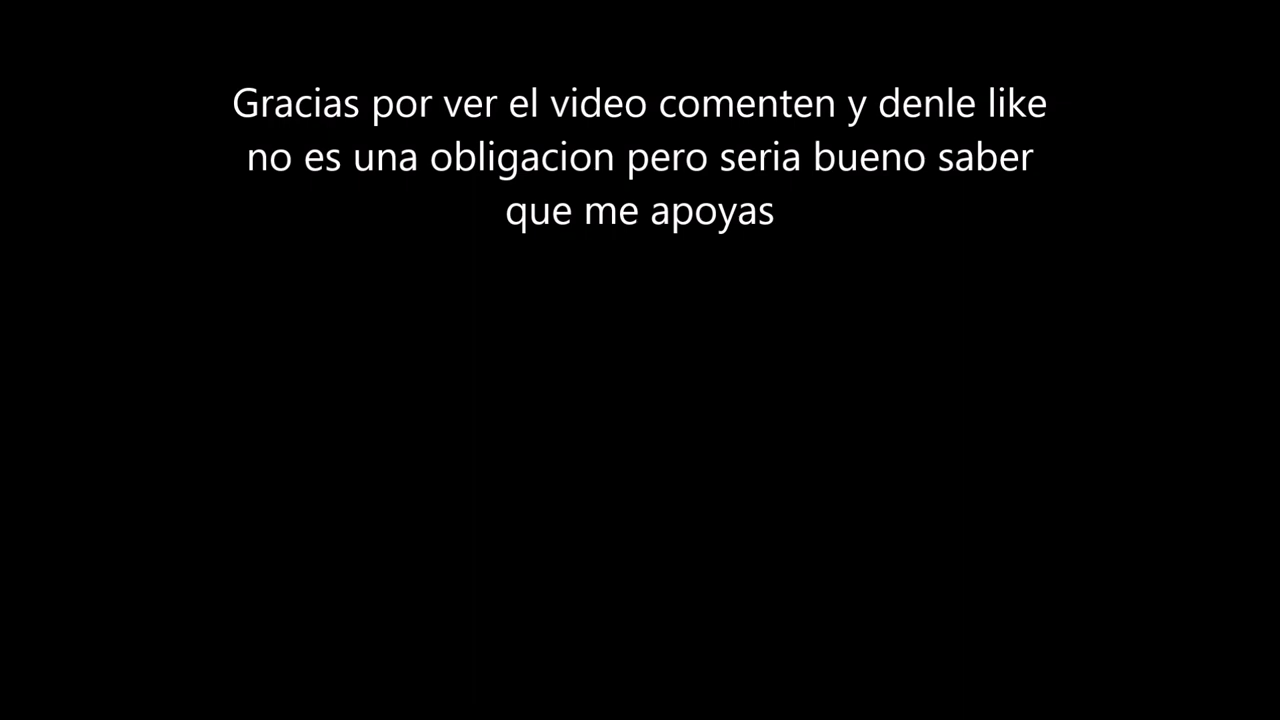 Gracias por ver el video comenten y denle like
no es una obligacion pero seria bueno saber
que me apoyas